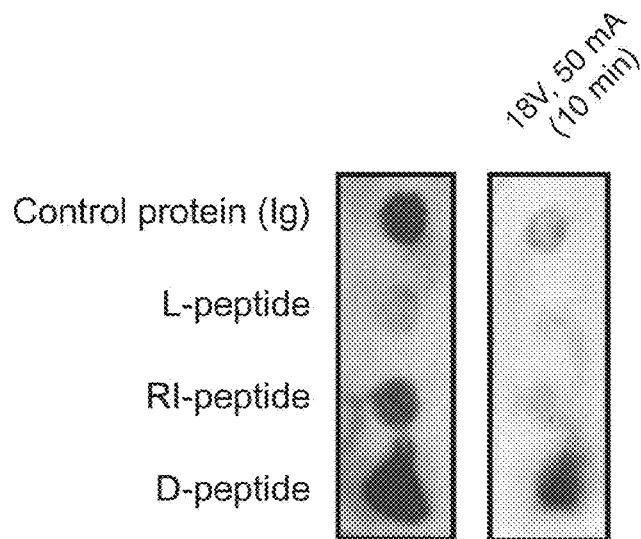 18V, 50 mA
(10 min)
Control protein (Ig)
L-peptide
RI-peptide
D-peptide